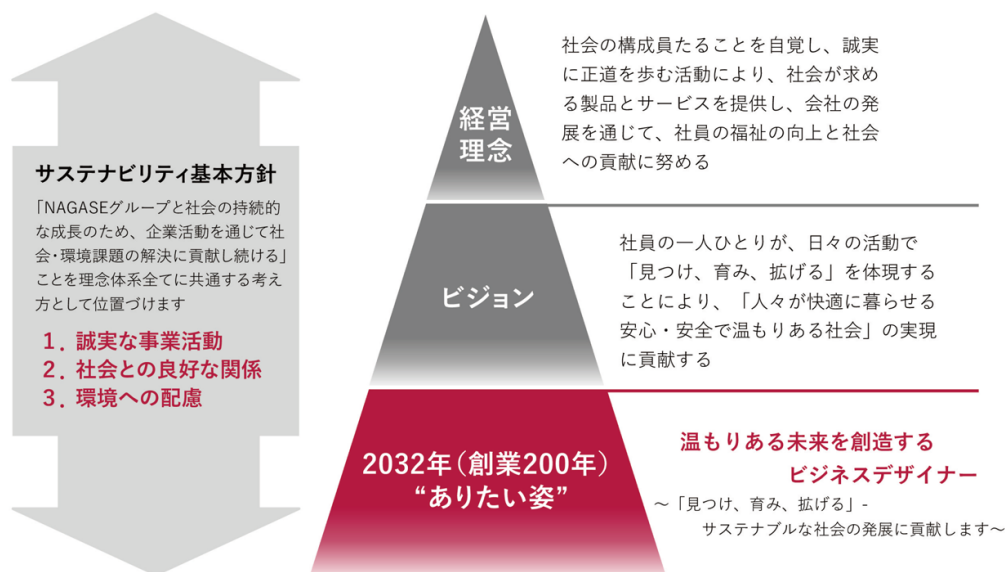 サステナビリティ基本方針
「NAGASEグループと社会の持続的
な成長のため、企業活動を通じて社
会・環境課題の解決に貢献し続ける」
ことを理念体系全てに共通する考え
方として位置づけます
1. 誠実な事業活動
2. 社会との良好な関係
3. 環境への配慮
経営
理念
社会の構成員たることを自覚し、誠実
に正道を歩む活動により、社会が求め
る製品とサービスを提供し、会社の発
展を通じて、社員の福祉の向上と社会
への貢献に努める
ビジョン
社員の一人ひとりが、日々の活動で
「見つけ、育み、拡げる」を体現する
ことにより、「人々が快適に暮らせる
安心・安全で温もりある社会」の実現
に貢献する
2032年(創業200年)
“ありたい姿”
温もりある未来を創造する
ビジネスデザイナー
〜「見つけ、育み、拡げる」-
サステナブルな社会の発展に貢献します〜